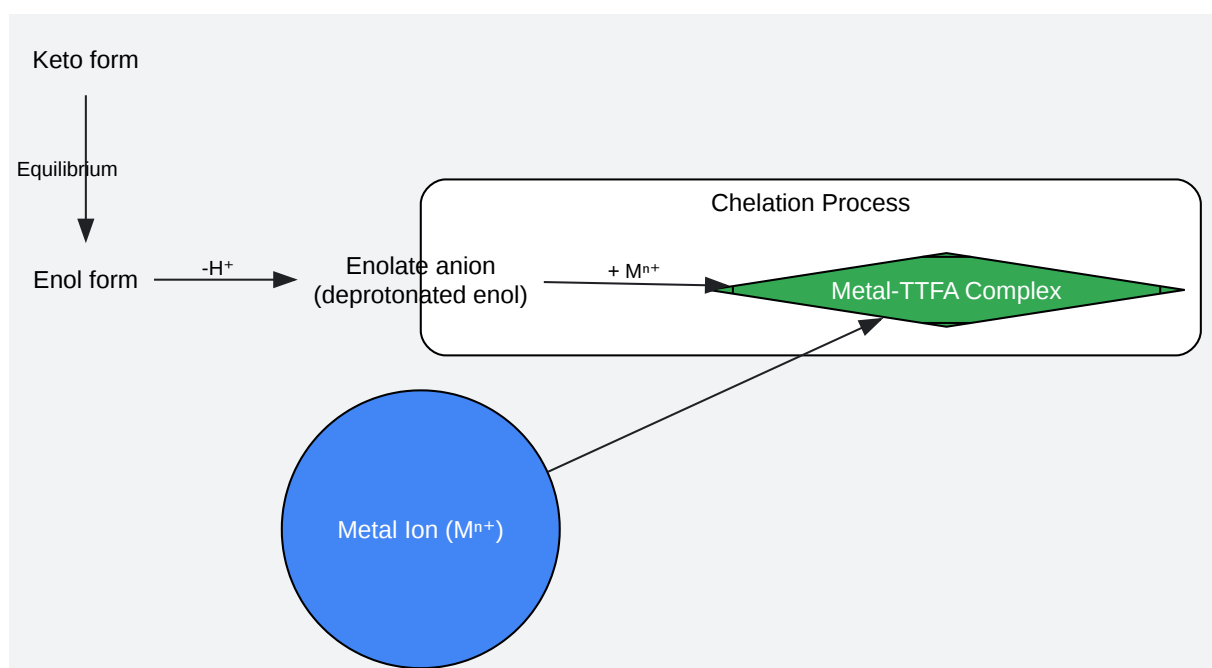 Keto form
Equilibrium
Chelation Process
Enol form
-H⁺
Enolate anion
(deprotonated enol)
+ Mⁿ⁺
Metal-TTFA Complex
Metal Ion (Mⁿ⁺)